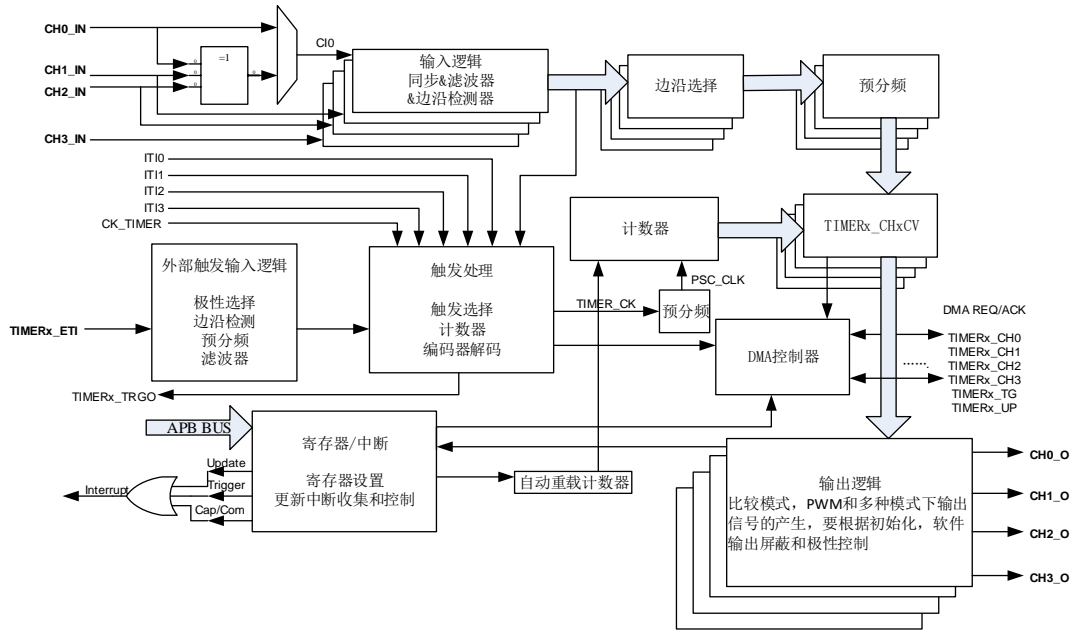 CH0_IN
CH1_IN
CH2_IN
CH3_IN
=1
CI0
输入逻辑
同步&滤波器
&边沿检测器
边沿选择
预分频
ITI0
ITI1
ITI2
ITI3
CK_TIMER
计数器
TIMERx_CHxCV
外部触发输入逻辑
极性选择
边沿检测
预分频
滤波器
TIMERx_ETI
触发处理
触发选择
计数器
编码器解码
TIMER_CK
PSC_CLK
预分频
DMA控制器
DMA REQ/ACK
TIMERx_CH0
TIMERx_CH1
TIMERx_CH2
TIMERx_CH3
TIMERx_TG
TIMERx_UP
.......
TIMERx_TRGO
APB BUS
寄存器/中断
寄存器设置
更新中断收集和控制
Update
Trigger
Cap/Com
Interrupt
自动重载计数器
输出逻辑
比较模式，PWM和多种模式下输出
信号的产生，要根据初始化，软件
输出屏蔽和极性控制
CH0_O
CH1_O
CH2_O
CH3_O